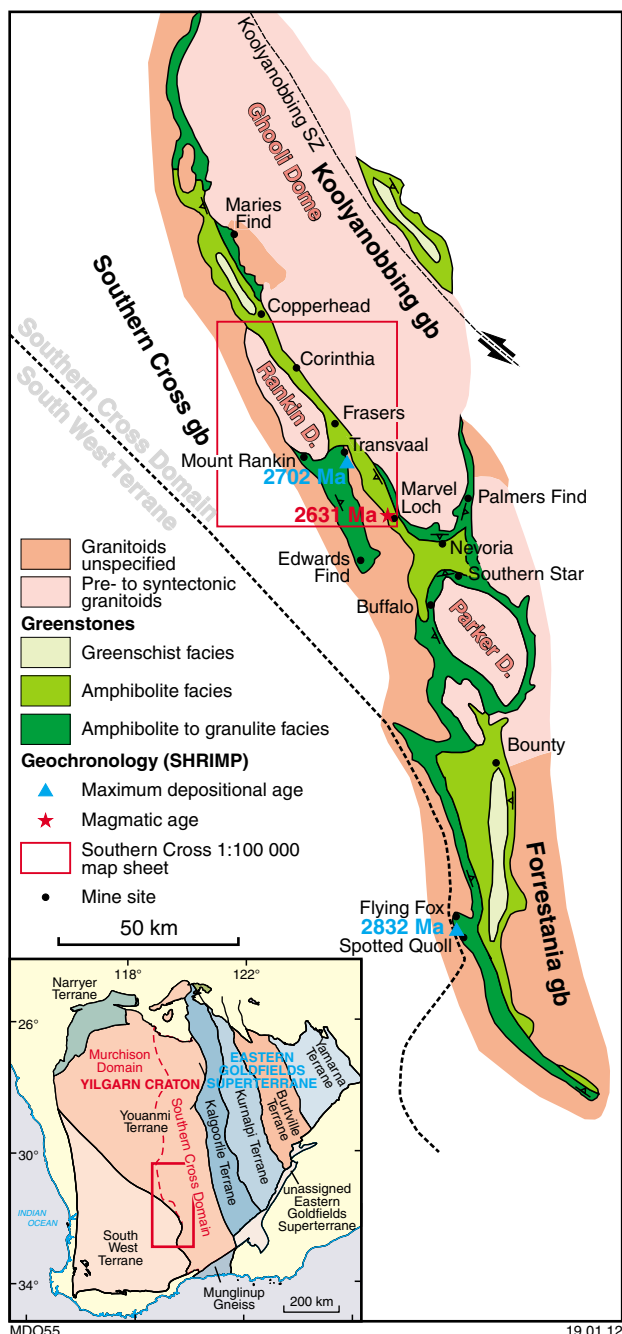 Koolyanobbing SZ
Ghooli Dome
Koolyanobbing gb
Maries
Find
Southern Cross gb
Copperhead
Southern Cross Domain
South West Terrane
Corinthia
Rankin D.
Frasers
Transvaal
Mount Rankin
2702 Ma
Marvel
Loch
2631 Ma
Palmers Find
Nevoria
Edwards
Find
Southern Star
Buffalo
Parker D.
Bounty
Forrestania gb
Flying Fox
2832 Ma
Spotted Quoll
Granitoids
unspecified
Pre- to syntectonic
granitoids
Greenstones
Greenschist facies
Amphibolite facies
Amphibolite to granulite facies
Geochronology (SHRIMP)
Maximum depositional age
Magmatic age
Southern Cross 1:100 000
map sheet
Mine site
50 km
118°
122°
Narryer
Terrane
26°
Murchison
Domain
YILGARN CRATON
EASTERN
GOLDFIELDS
SUPERTERRANE
Yamarna
Terrane
Burtville
Terrane
Kurnalpi Terrane
Kalgoorlie Terrane
Youanmi
Terrane
Southern Cross Domain
30°
unassigned
Eastern
Goldfields
Superterrane
INDIAN
OCEAN
South
West
Terrane
34°
Munglinup
Gneiss
200 km
MDO55
19.01.12